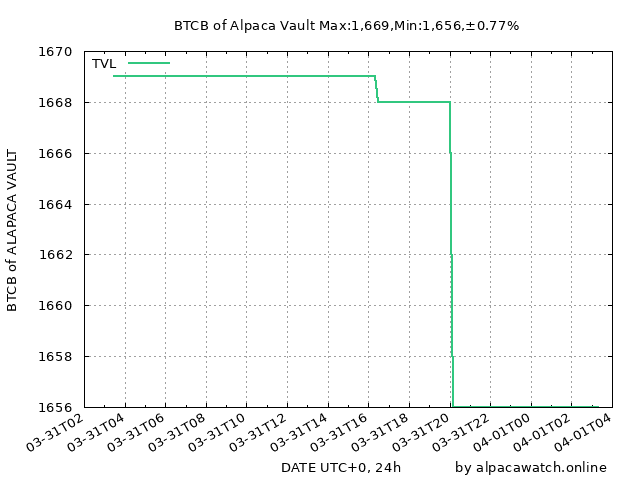 BTCB of Alpaca Vault Max:1,669,Min:1,656,±0.77%
TVL
1670
1668
1666
1664
1662
1660
1658
1656
BTCB of ALAPACA VAULT
03-31T02
03-31T04
03-31T06
03-31T08
03-31T10
03-31T12
03-31T14
03-31T16
03-31T18
03-31T20
03-31T22
04-01T00
04-01T02
04-01T04
DATE UTC+0, 24h
by alpacawatch.online